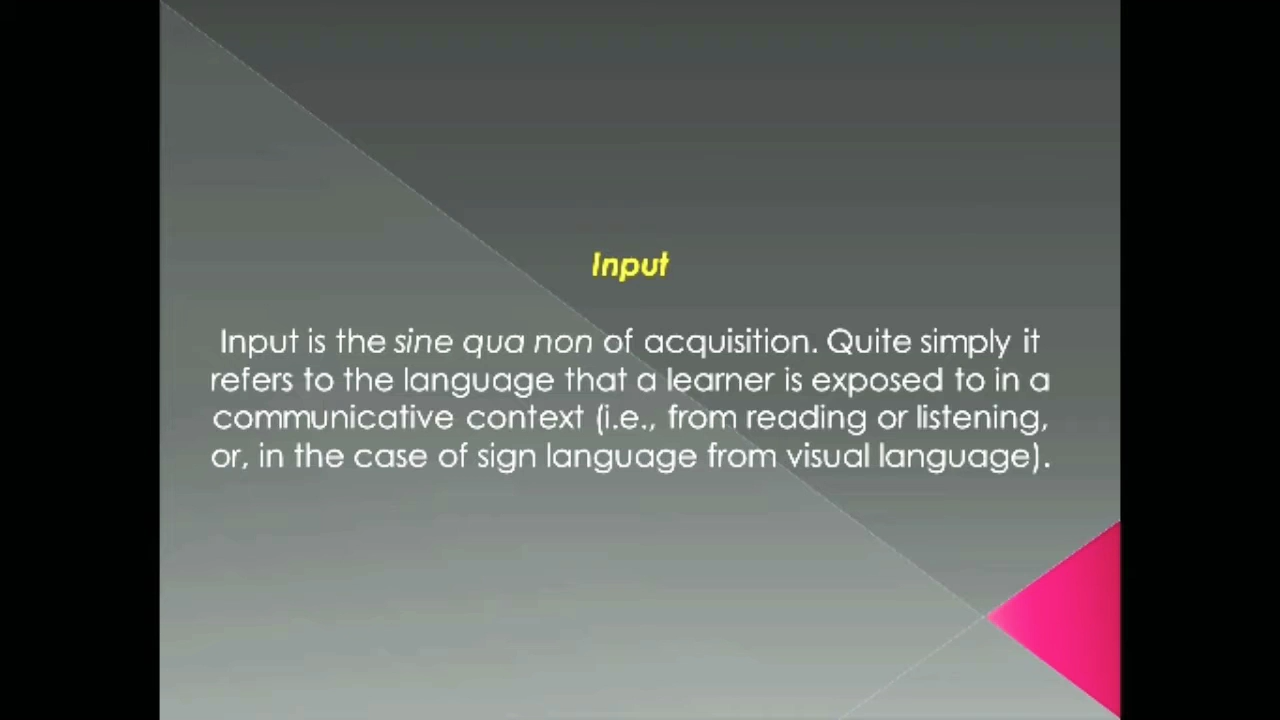 Input
Input is the sine qua non of acquisition. Quite simply it
refers to the language that a learner is exposed to in a
communicative context (i.e., from reading or listening,
or, in the case of sign language from visual language).